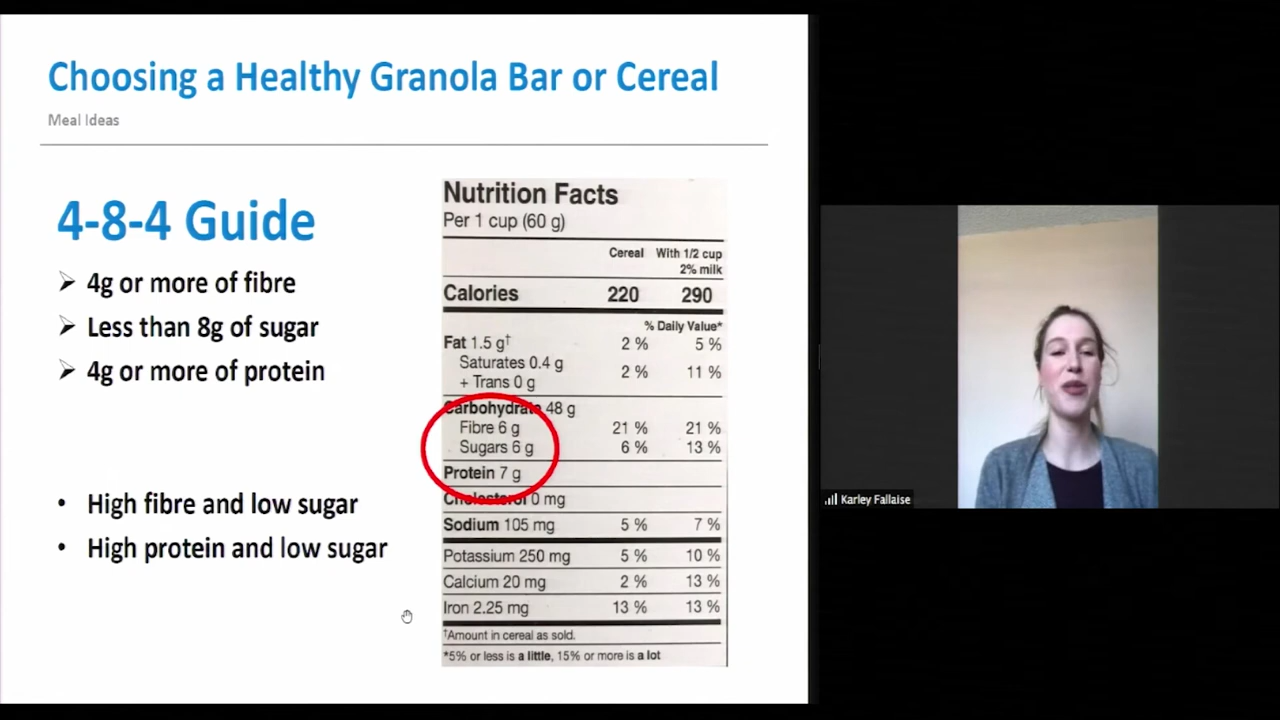 Choosing a Healthy Granola Bar or Cereal
Meal Ideas
4-8-4 Guide
4g or more of fibre
Less than 8g of sugar
4g or more of protein
• High fibre and low sugar
• High protein and low sugar
Nutrition Facts
Per 1 cup (60 g)
Cereal With 1/2 cup
2% milk
Calories 220 290
% Daily Value*
Fat 1.5 g† 2 % 5 %
Saturates 0.4 g
+ Trans 0 g 2 % 11 %
Carbohydrate 48 g
Fibre 6 g 21 % 21 %
Sugars 6 g 6 % 13 %
Protein 7 g
Cholesterol 0 mg
Sodium 105 mg 5 % 7 %
Potassium 250 mg 5 % 10 %
Calcium 20 mg 2 % 13 %
Iron 2.25 mg 13 % 13 %
†Amount in cereal as sold.
*5% or less is a little, 15% or more is a lot
Karley Fallaise